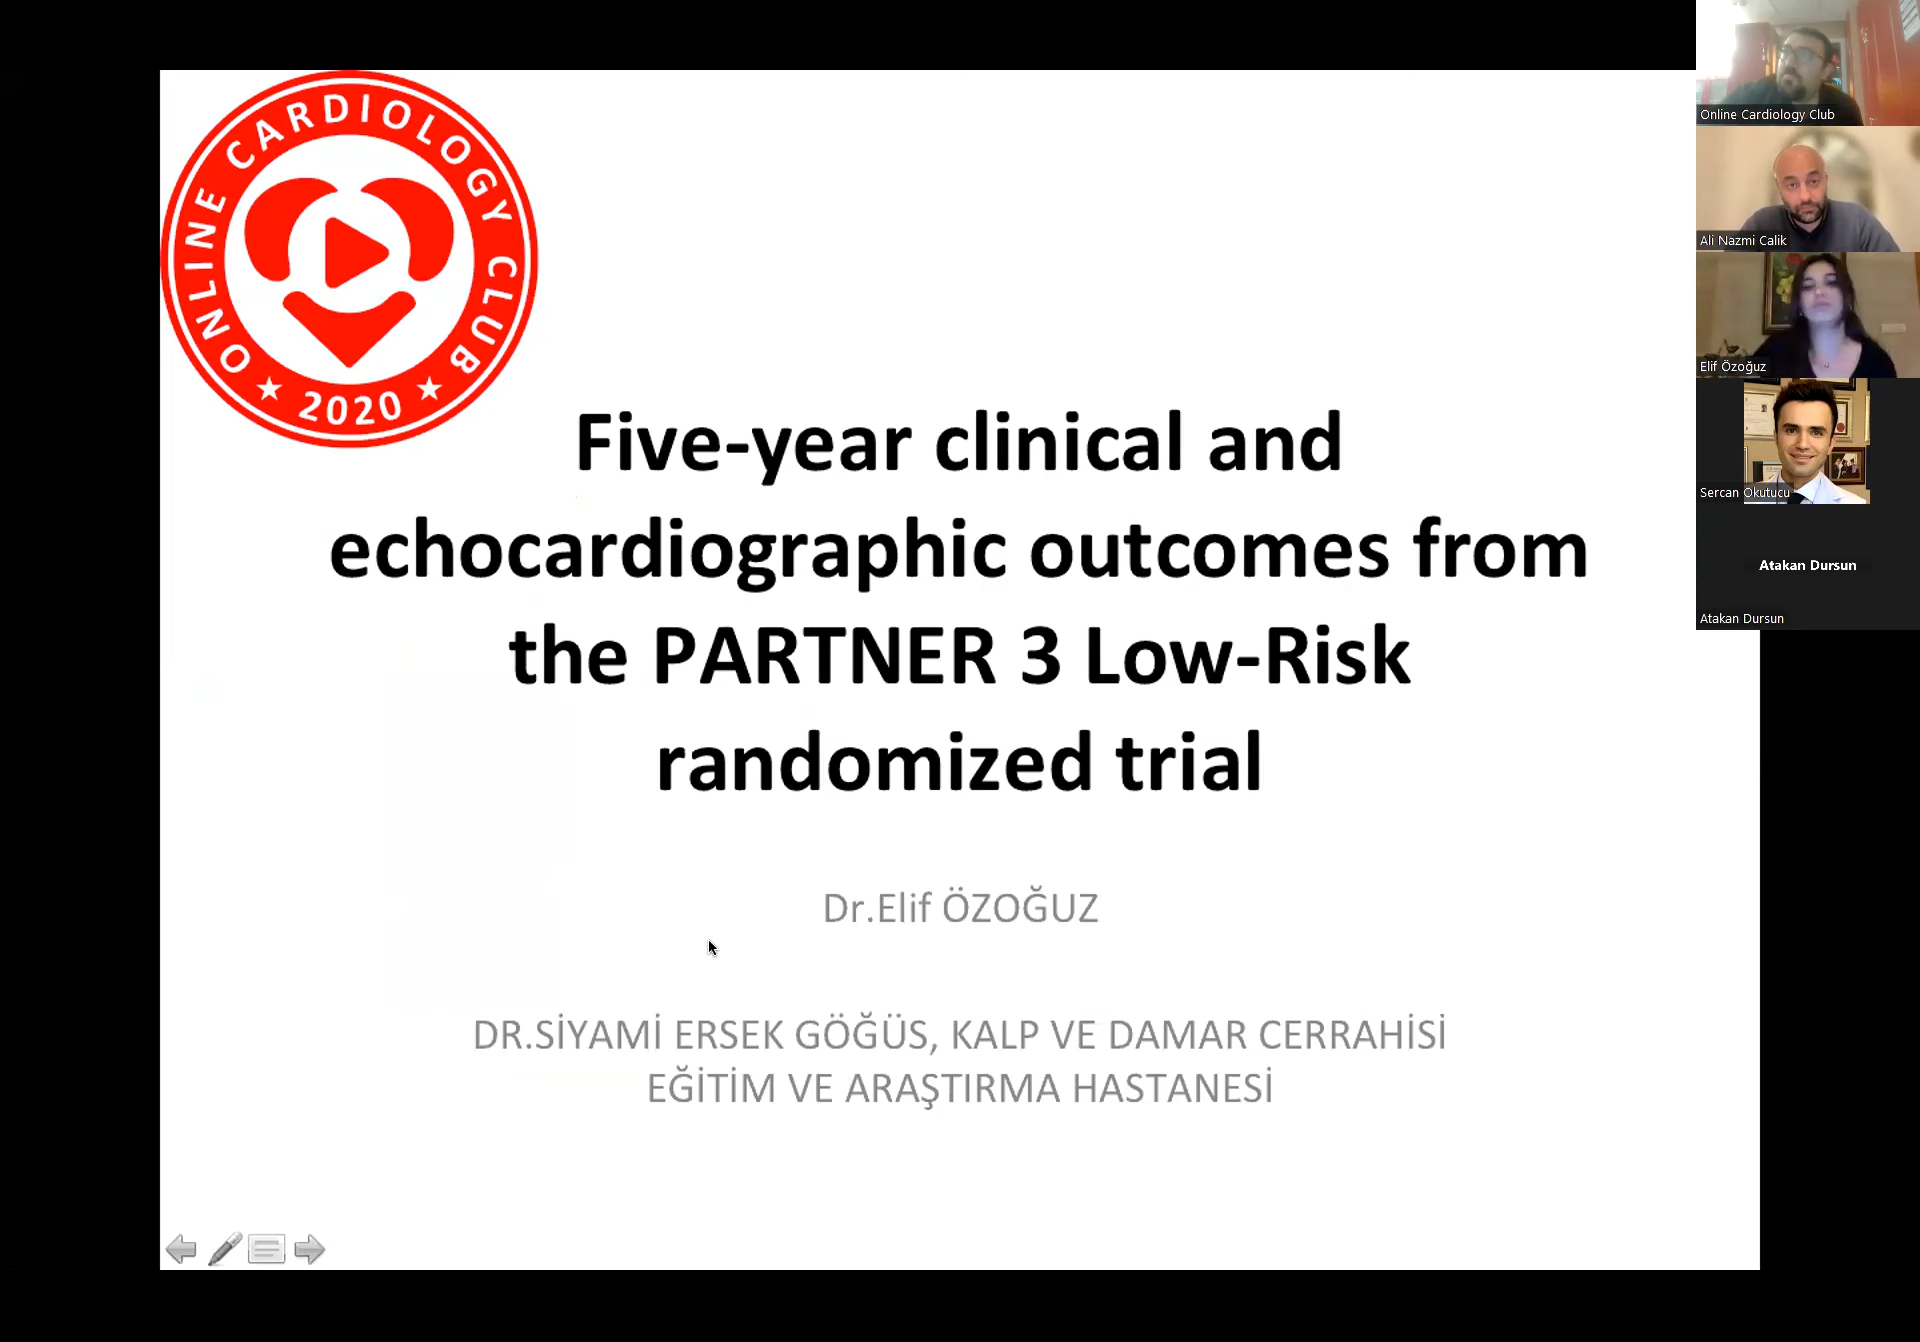 ONLINE CARDIOLOGY CLUB
2020
Five-year clinical and
echocardiographic outcomes from
the PARTNER 3 Low-Risk
randomized trial
Dr.Elif ÖZOĞUZ
DR.SİYAMİ ERSEK GÖĞÜS, KALP VE DAMAR CERRAHİSİ
EĞİTİM VE ARAŞTIRMA HASTANESİ
Online Cardiology Club
Ali Nazmi Calik
Elif Özoğuz
Sercan Okutucu
Atakan Dursun
Atakan Dursun